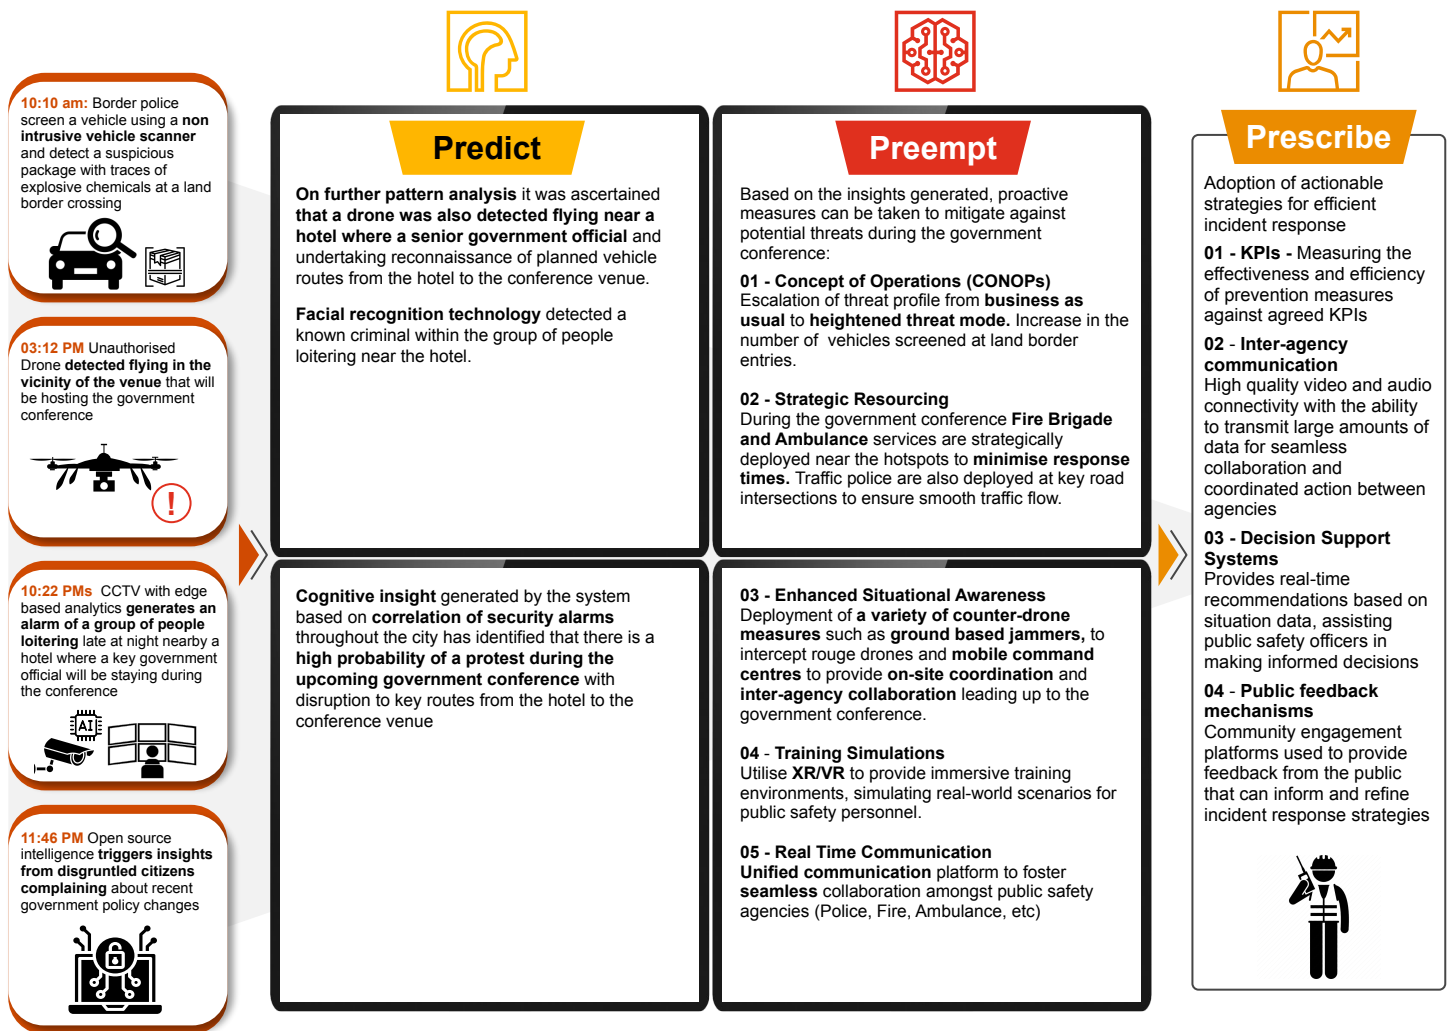 10:10 am: Border police
screen a vehicle using a non
intrusive vehicle scanner
and detect a suspicious
package with traces of
explosive chemicals at a land
border crossing
03:12 PM Unauthorised
Drone detected flying in the
vicinity of the venue that will
be hosting the government
conference
!
10:22 PMs CCTV with edge
based analytics generates an
alarm of a group of people
loitering late at night nearby a
hotel where a key government
official will be staying during
the conference
AI
11:46 PM Open source
intelligence triggers insights
from disgruntled citizens
complaining about recent
government policy changes
Predict
On further pattern analysis it was ascertained
that a drone was also detected flying near a
hotel where a senior government official and
undertaking reconnaissance of planned vehicle
routes from the hotel to the conference venue.
Facial recognition technology detected a
known criminal within the group of people
loitering near the hotel.
Cognitive insight generated by the system
based on correlation of security alarms
throughout the city has identified that there is a
high probability of a protest during the
upcoming government conference with
disruption to key routes from the hotel to the
conference venue
Preempt
Based on the insights generated, proactive
measures can be taken to mitigate against
potential threats during the government
conference:
01 - Concept of Operations (CONOPs)
Escalation of threat profile from business as
usual to heightened threat mode. Increase in the
number of vehicles screened at land border
entries.
02 - Strategic Resourcing
During the government conference Fire Brigade
and Ambulance services are strategically
deployed near the hotspots to minimise response
times. Traffic police are also deployed at key road
intersections to ensure smooth traffic flow.
03 - Enhanced Situational Awareness
Deployment of a variety of counter-drone
measures such as ground based jammers, to
intercept rouge drones and mobile command
centres to provide on-site coordination and
inter-agency collaboration leading up to the
government conference.
04 - Training Simulations
Utilise XR/VR to provide immersive training
environments, simulating real-world scenarios for
public safety personnel.
05 - Real Time Communication
Unified communication platform to foster
seamless collaboration amongst public safety
agencies (Police, Fire, Ambulance, etc)
Prescribe
Adoption of actionable
strategies for efficient
incident response
01 - KPIs - Measuring the
effectiveness and efficiency
of prevention measures
against agreed KPIs
02 - Inter-agency
communication
High quality video and audio
connectivity with the ability
to transmit large amounts of
data for seamless
collaboration and
coordinated action between
agencies
03 - Decision Support
Systems
Provides real-time
recommendations based on
situation data, assisting
public safety officers in
making informed decisions
04 - Public feedback
mechanisms
Community engagement
platforms used to provide
feedback from the public
that can inform and refine
incident response strategies